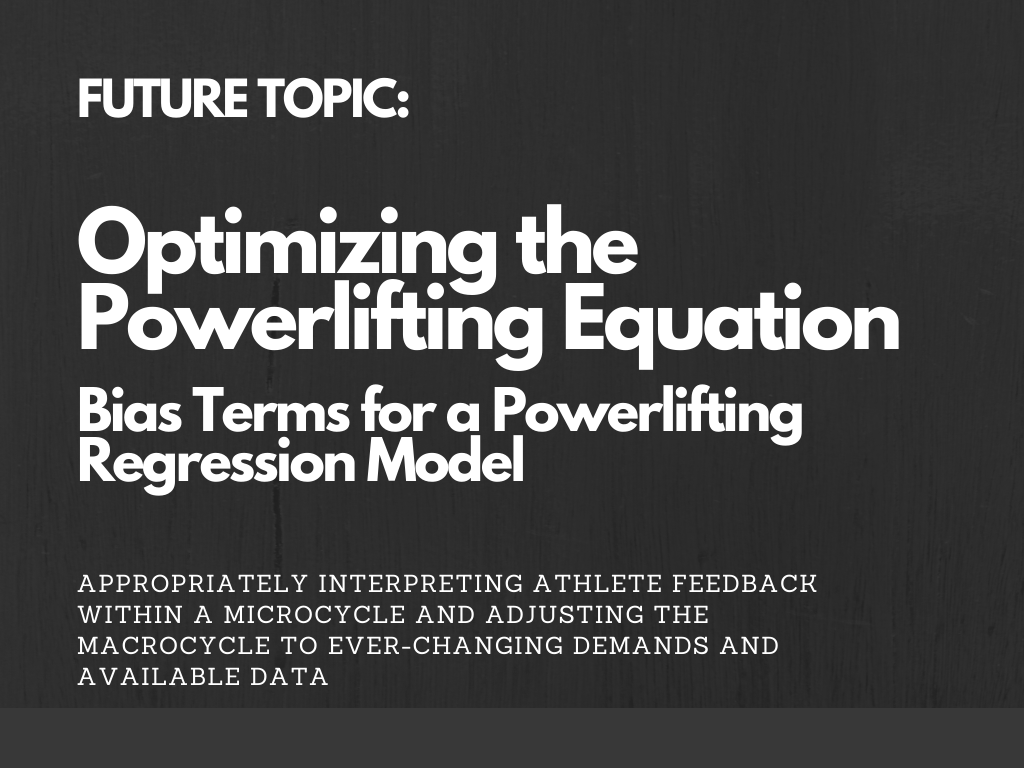 FUTURE TOPIC:
Optimizing the
Powerlifting Equation
Bias Terms for a Powerlifting
Regression Model
APPROPRIATELY INTERPRETING ATHLETE FEEDBACK
WITHIN A MICROCYCLE AND ADJUSTING THE
MACROCYCLE TO EVER-CHANGING DEMANDS AND
AVAILABLE DATA